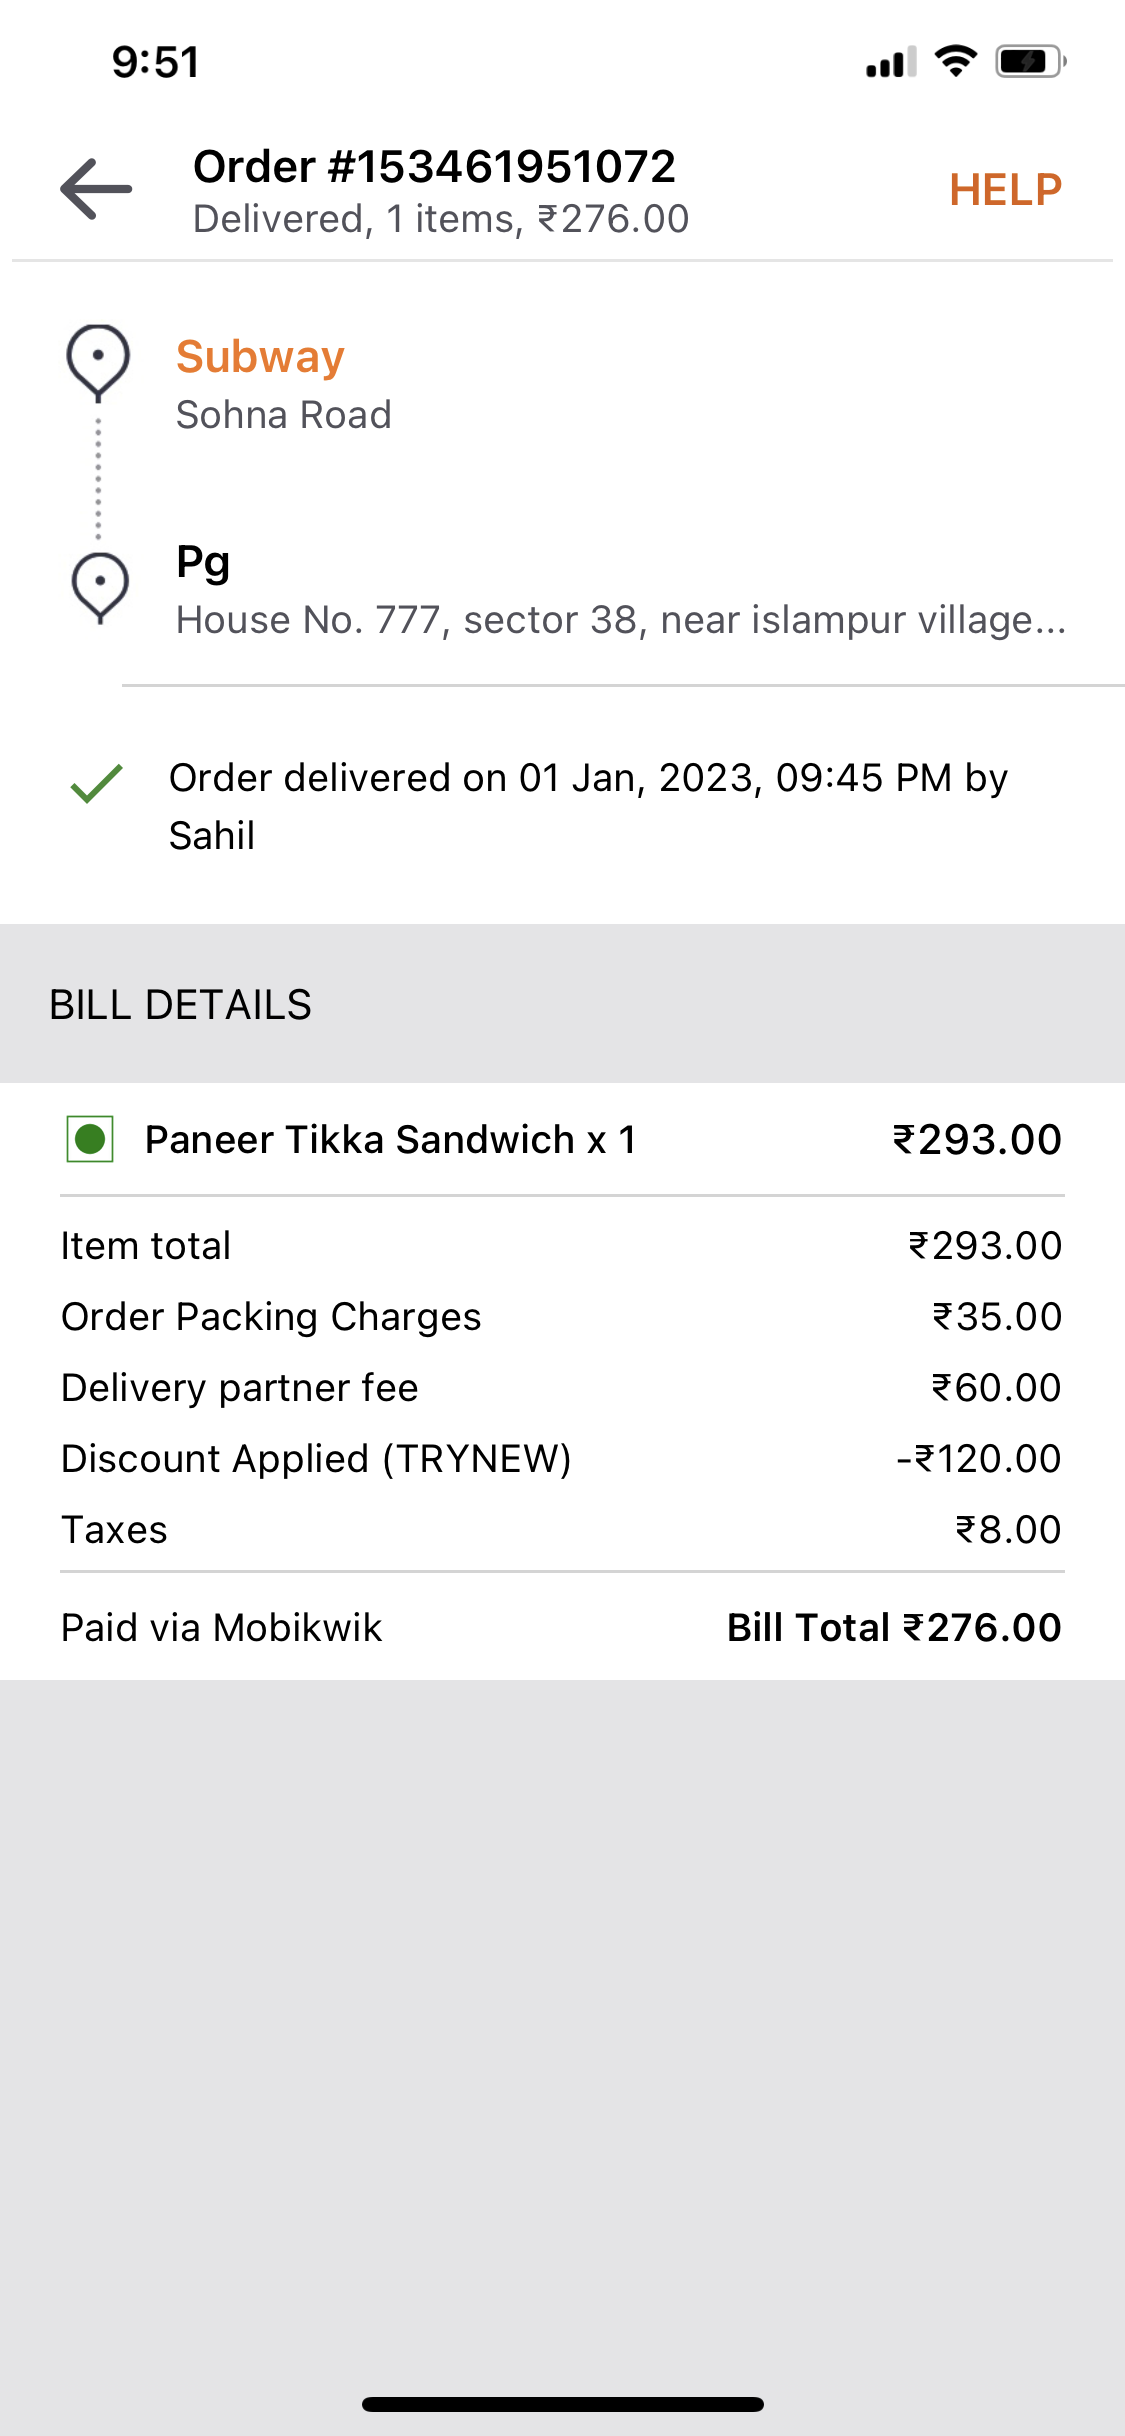 9:51
Order #153461951072
Delivered, 1 items, ₹276.00
HELP
Subway
Sohna Road
Pg
House No. 777, sector 38, near islampur village...
Order delivered on 01 Jan, 2023, 09:45 PM by
Sahil
BILL DETAILS
Paneer Tikka Sandwich x 1 ₹293.00
Item total ₹293.00
Order Packing Charges ₹35.00
Delivery partner fee ₹60.00
Discount Applied (TRYNEW) -₹120.00
Taxes ₹8.00
Paid via Mobikwik Bill Total ₹276.00